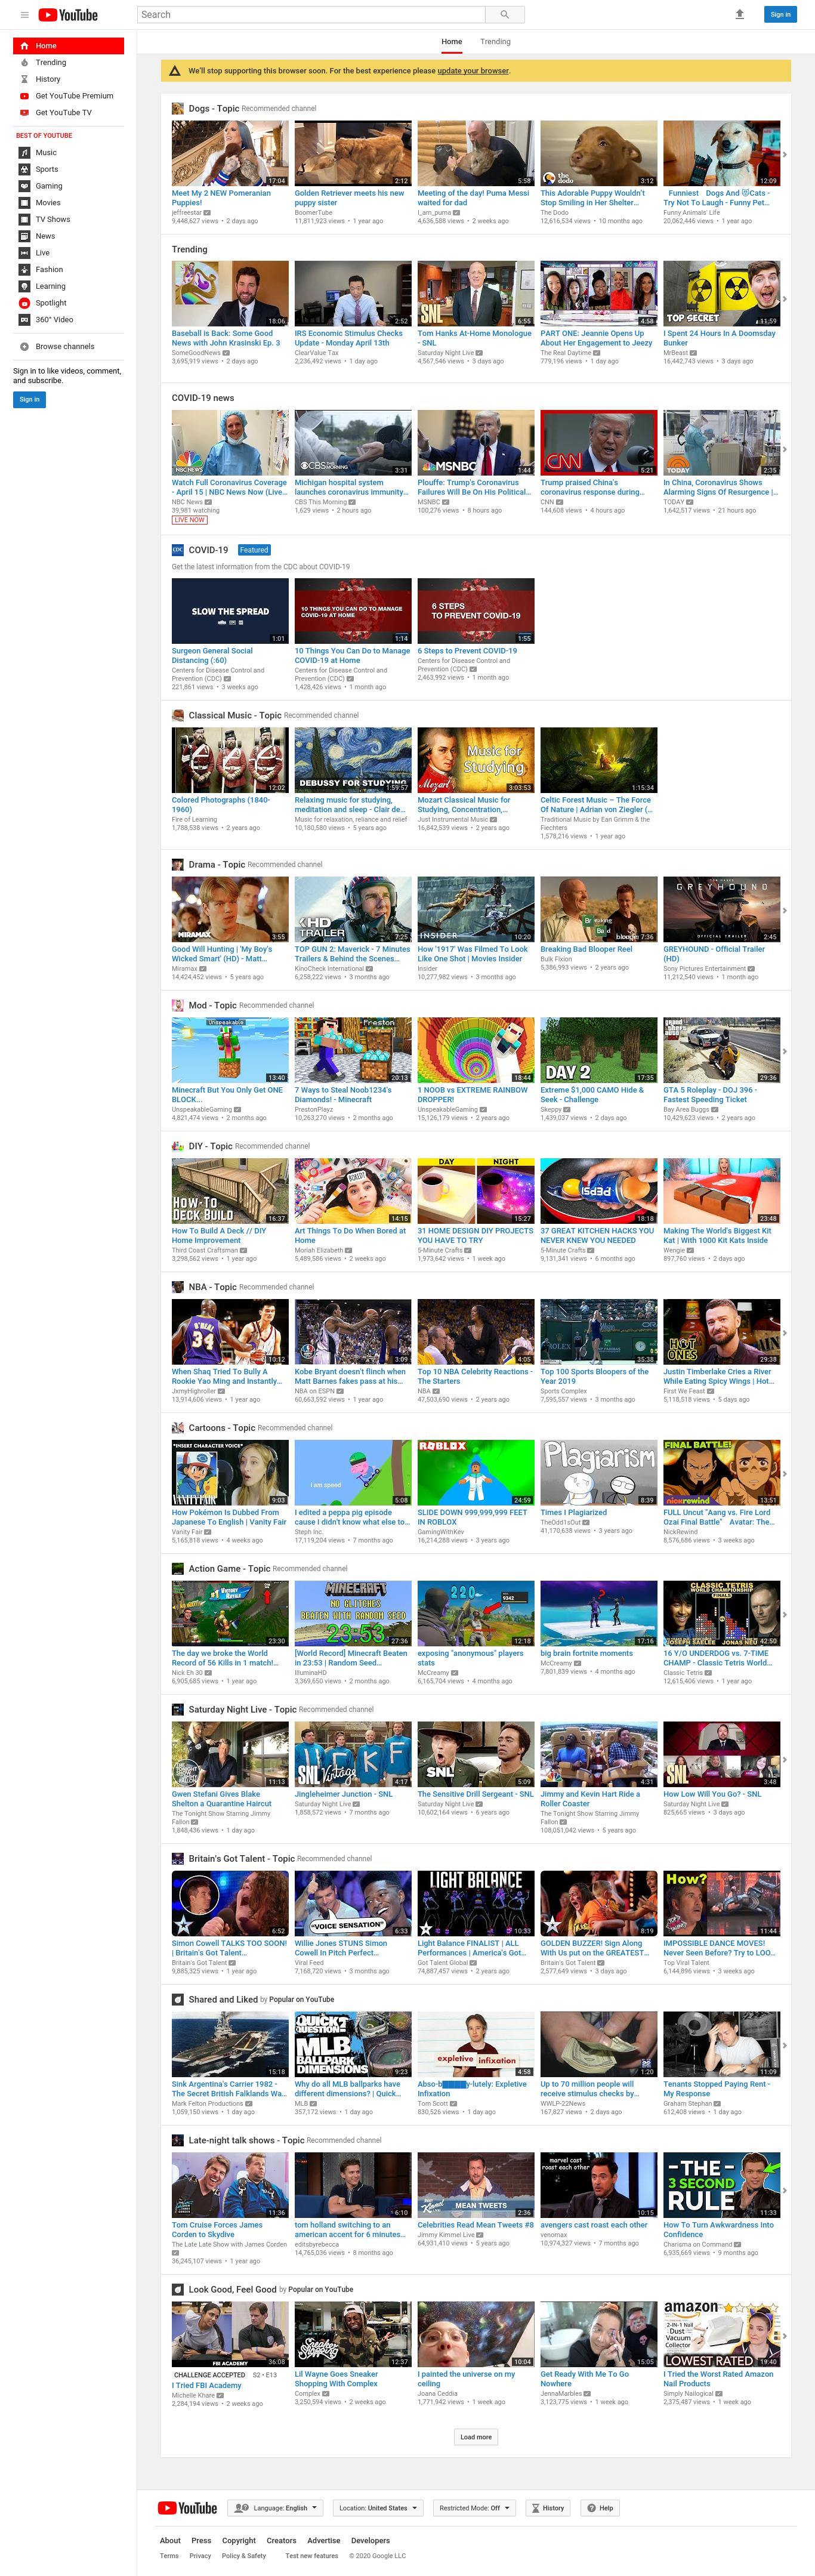 YouTube
Search
Sign in
Home
Trending
History
Get YouTube Premium
Get YouTube TV
BEST OF YOUTUBE
Music
Sports
Gaming
Movies
TV Shows
News
Live
Fashion
Learning
Spotlight
360° Video
Browse channels
Sign in to like videos, comment,
and subscribe.
Sign in
Home Trending
We'll stop supporting this browser soon. For the best experience please update your browser.
Dogs - Topic Recommended channel
17:04 2:12 5:58 the dodo 3:12 12:09
Meet My 2 NEW Pomeranian
Puppies!
jeffreestar
9,448,627 views • 2 days ago
Golden Retriever meets his new
puppy sister
BoomerTube
11,811,923 views • 1 year ago
Meeting of the day! Puma Messi
waited for dad
I_am_puma
4,636,588 views • 2 weeks ago
This Adorable Puppy Wouldn't
Stop Smiling in Her Shelter...
The Dodo
12,616,534 views • 10 months ago
Funniest Dogs And 😻Cats -
Try Not To Laugh - Funny Pet...
Funny Animals' Life
20,062,446 views • 1 year ago
Trending
18:06 2:52 SNL 6:55 4:58 TOP SECRET 11:59
Baseball is Back: Some Good
News with John Krasinski Ep. 3
SomeGoodNews
3,695,919 views • 2 days ago
IRS Economic Stimulus Checks
Update - Monday April 13th
ClearValue Tax
2,236,492 views • 1 day ago
Tom Hanks At-Home Monologue
- SNL
Saturday Night Live
4,567,546 views • 3 days ago
PART ONE: Jeannie Opens Up
About Her Engagement to Jeezy
The Real Daytime
779,196 views • 1 day ago
I Spent 24 Hours In A Doomsday
Bunker
MrBeast
16,442,743 views • 3 days ago
COVID-19 news
NBC NEWS CBS THIS MORNING 3:31 MSNBC 1:44 CNN 5:21 TODAY 2:35
Watch Full Coronavirus Coverage
- April 15 | NBC News Now (Live...
NBC News
39,981 watching
LIVE NOW
Michigan hospital system
launches coronavirus immunity...
CBS This Morning
1,629 views • 2 hours ago
Plouffe: Trump's Coronavirus
Failures Will Be On His Political...
MSNBC
100,276 views • 8 hours ago
Trump praised China's
coronavirus response during...
CNN
144,608 views • 4 hours ago
In China, Coronavirus Shows
Alarming Signs Of Resurgence |...
TODAY
1,642,517 views • 21 hours ago
COVID-19 Featured
Get the latest information from the CDC about COVID-19
SLOW THE SPREAD 1:01
10 THINGS YOU CAN DO TO MANAGE
COVID-19 AT HOME 1:14
6 STEPS
TO PREVENT COVID-19 1:55
Surgeon General Social
Distancing (:60)
Centers for Disease Control and
Prevention (CDC)
221,861 views • 3 weeks ago
10 Things You Can Do to Manage
COVID-19 at Home
Centers for Disease Control and
Prevention (CDC)
1,428,426 views • 1 month ago
6 Steps to Prevent COVID-19
Centers for Disease Control and
Prevention (CDC)
2,463,992 views • 1 month ago
Classical Music - Topic Recommended channel
12:02 DEBUSSY FOR STUDYING 1:59:57 Music for Studying Mozart 3:03:53 1:15:34
Colored Photographs (1840-
1960)
Fire of Learning
1,788,538 views • 2 years ago
Relaxing music for studying,
meditation and sleep - Clair de...
Music for relaxation, reliance and relief
10,180,580 views • 5 years ago
Mozart Classical Music for
Studying, Concentration,...
Just Instrumental Music
16,842,539 views • 2 years ago
Celtic Forest Music – The Force
Of Nature | Adrian von Ziegler (...
Traditional Music by Ean Grimm & the
Fiechters
1,578,216 views • 1 year ago
Drama - Topic Recommended channel
MIRAMAX 3:55 HD TRAILER 7:25 INSIDER 10:20 Breaking Bad bloopie 7:36 GREYHOUND OFFICIAL TRAILER 2:45
Good Will Hunting | 'My Boy's
Wicked Smart' (HD) - Matt...
Miramax
14,424,452 views • 5 years ago
TOP GUN 2: Maverick - 7 Minutes
Trailers & Behind the Scenes...
KinoCheck International
6,258,222 views • 3 months ago
How '1917' Was Filmed To Look
Like One Shot | Movies Insider
Insider
10,277,982 views • 3 months ago
Breaking Bad Blooper Reel
Bulk Fixion
5,386,993 views • 2 years ago
GREYHOUND - Official Trailer
(HD)
Sony Pictures Entertainment
11,212,540 views • 1 month ago
Mod - Topic Recommended channel
Unspeakable 13:40 Preston 20:13 18:44 DAY 2 17:35 29:36
Minecraft But You Only Get ONE
BLOCK...
UnspeakableGaming
4,821,474 views • 2 months ago
7 Ways to Steal Noob1234's
Diamonds! - Minecraft
PrestonPlayz
10,263,270 views • 2 months ago
1 NOOB vs EXTREME RAINBOW
DROPPER!
UnspeakableGaming
15,126,179 views • 2 years ago
Extreme $1,000 CAMO Hide &
Seek - Challenge
Skeppy
1,439,037 views • 2 days ago
GTA 5 Roleplay - DOJ 396 -
Fastest Speeding Ticket
Bay Area Buggs
10,429,623 views • 2 years ago
DIY - Topic Recommended channel
HOW-TO DECK BUILD 16:37 BORED? 14:15 DAY NIGHT 15:27 PEPSI 18:18 23:48
How To Build A Deck // DIY
Home Improvement
Third Coast Craftsman
3,298,562 views • 1 year ago
Art Things To Do When Bored at
Home
Moriah Elizabeth
5,489,586 views • 2 weeks ago
31 HOME DESIGN DIY PROJECTS
YOU HAVE TO TRY
5-Minute Crafts
1,973,642 views • 1 week ago
37 GREAT KITCHEN HACKS YOU
NEVER KNEW YOU NEEDED
5-Minute Crafts
9,131,341 views • 6 months ago
Making The World's Biggest Kit
Kat | With 1000 Kit Kats Inside
Wengie
897,760 views • 2 days ago
NBA - Topic Recommended channel
O'NEAL 34 10:12 3:09 4:05 ROLEX 35:38 HOT ONES 29:38
When Shaq Tried To Bully A
Rookie Yao Ming and Instantly...
JxmyHighroller
13,914,606 views • 1 year ago
Kobe Bryant doesn't flinch when
Matt Barnes fakes pass at his...
NBA on ESPN
60,663,592 views • 1 year ago
Top 10 NBA Celebrity Reactions -
The Starters
NBA
47,503,690 views • 2 years ago
Top 100 Sports Bloopers of the
Year 2019
Sports Complex
7,595,557 views • 3 months ago
Justin Timberlake Cries a River
While Eating Spicy Wings | Hot...
First We Feast
5,118,518 views • 5 days ago
Cartoons - Topic Recommended channel
*INSERT CHARACTER VOICE* VANITY FAIR 9:03 i am speed 5:08 ROBLOX 24:59 Plagiarism 8:39 FINAL BATTLE! nickrewind 13:51
How Pokémon Is Dubbed From
Japanese To English | Vanity Fair
Vanity Fair
5,165,818 views • 4 weeks ago
i edited a peppa pig episode
cause I didn't know what else to...
Steph Inc.
17,119,204 views • 7 months ago
SLIDE DOWN 999,999,999 FEET
IN ROBLOX
GamingWithKev
16,214,288 views • 3 years ago
Times I Plagiarized
TheOdd1sOut
41,170,638 views • 3 years ago
FULL Uncut "Aang vs. Fire Lord
Ozai Final Battle" Avatar: The...
NickRewind
8,576,686 views • 3 weeks ago
Action Game - Topic Recommended channel
#1 VICTORY ROYALE 23:30 MINECRAFT NO GLITCHES BEATEN WITH RANDOM SEED 23:53 27:36 220 9342 12:18 17:16 CLASSIC TETRIS WORLD CHAMPIONSHIP FINALS JOSEPH SAELEE JONAS NEU 42:50
The day we broke the World
Record of 56 Kills in 1 match!...
Nick Eh 30
6,905,685 views • 1 year ago
[World Record] Minecraft Beaten
in 23:53 | Random Seed...
IlluminaHD
3,369,650 views • 2 months ago
exposing "anonymous" players
stats
McCreamy
6,165,704 views • 4 months ago
big brain fortnite moments
McCreamy
7,801,839 views • 4 months ago
16 Y/O UNDERDOG vs. 7-TIME
CHAMP - Classic Tetris World...
Classic Tetris
12,615,406 views • 1 year ago
Saturday Night Live - Topic Recommended channel
11:13 SNL Vintage 4:17 SNL 5:09 4:31 SNL 3:48
Gwen Stefani Gives Blake
Shelton a Quarantine Haircut
The Tonight Show Starring Jimmy
Fallon
1,848,436 views • 1 day ago
Jingleheimer Junction - SNL
Saturday Night Live
1,858,572 views • 7 months ago
The Sensitive Drill Sergeant - SNL
Saturday Night Live
10,602,164 views • 6 years ago
Jimmy and Kevin Hart Ride a
Roller Coaster
The Tonight Show Starring Jimmy
Fallon
108,051,042 views • 5 years ago
How Low Will You Go? - SNL
Saturday Night Live
825,665 views • 3 days ago
Britain's Got Talent - Topic Recommended channel
6:52 "VOICE SENSATION" 6:33 LIGHT BALANCE 10:33 8:19 How? 11:44
Simon Cowell TALKS TOO SOON!
| Britain's Got Talent...
Britain's Got Talent
9,885,325 views • 1 year ago
Willie Jones STUNS Simon
Cowell In Pitch Perfect...
Viral Feed
7,168,720 views • 3 months ago
Light Balance FINALIST | ALL
Performances | America's Got...
Got Talent Global
74,887,457 views • 2 years ago
GOLDEN BUZZER! Sign Along
With Us put on the GREATEST...
Britain's Got Talent
2,577,649 views • 3 days ago
IMPOSSIBLE DANCE MOVES!
Never Seen Before? Try to LOO...
Top Viral Talent
6,144,896 views • 3 weeks ago
Shared and Liked by Popular on YouTube
15:18 QUICK QUESTION MLB BALLPARK DIMENSIONS 9:23 expletive infixation 4:58 1:20 11:09
Sink Argentina's Carrier 1982 -
The Secret British Falklands Wa...
Mark Felton Productions
1,059,150 views • 1 day ago
Why do all MLB ballparks have
different dimensions? | Quick...
MLB
357,172 views • 1 day ago
Abso-b▒▒▒▒y-lutely: Expletive
Infixation
Tom Scott
830,526 views • 1 day ago
Up to 70 million people will
receive stimulus checks by...
WWLP-22News
167,827 views • 2 days ago
Tenants Stopped Paying Rent -
My Response
Graham Stephan
612,408 views • 1 day ago
Late-night talk shows - Topic Recommended channel
11:36 6:10 MEAN TWEETS 2:36 marvel cast roast each other 10:15 -THE- 3 SECOND RULE 11:33
Tom Cruise Forces James
Corden to Skydive
The Late Late Show with James Corden
36,245,107 views • 1 year ago
tom holland switching to an
american accent for 6 minutes...
editsbyrebecca
14,765,036 views • 8 months ago
Celebrities Read Mean Tweets #8
Jimmy Kimmel Live
64,931,410 views • 5 years ago
avengers cast roast each other
venomax
10,974,327 views • 7 months ago
How To Turn Awkwardness Into
Confidence
Charisma on Command
6,935,669 views • 9 months ago
Look Good, Feel Good by Popular on YouTube
FBI ACADEMY 36:08 Sneaker Shopping 12:37 10:04 15:05 amazon 2-IN-1 Nail Dust Vacuum Collector LOWEST RATED 19:40
CHALLENGE ACCEPTED S2 • E13
I Tried FBI Academy
Michelle Khare
2,284,194 views • 2 weeks ago
Lil Wayne Goes Sneaker
Shopping With Complex
Complex
3,250,594 views • 2 weeks ago
I painted the universe on my
ceiling
Joana Ceddia
1,771,942 views • 1 week ago
Get Ready With Me To Go
Nowhere
JennaMarbles
3,123,775 views • 1 week ago
I Tried the Worst Rated Amazon
Nail Products
Simply Nailogical
2,375,487 views • 1 week ago
Load more
YouTube Language: English Location: United States Restricted Mode: Off History Help
About Press Copyright Creators Advertise Developers
Terms Privacy Policy & Safety Test new features © 2020 Google LLC